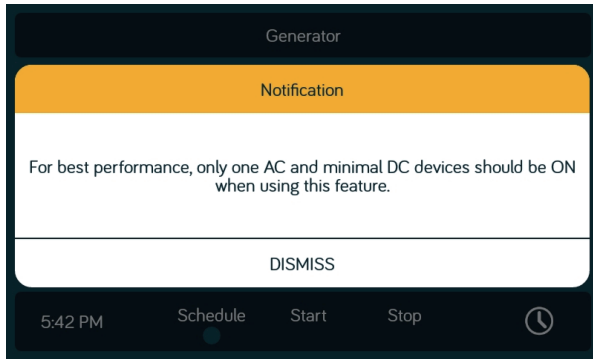 Generator
Notification
For best performance, only one AC and minimal DC devices should be ON
when using this feature.
DISMISS
5:42 PM Schedule Start Stop